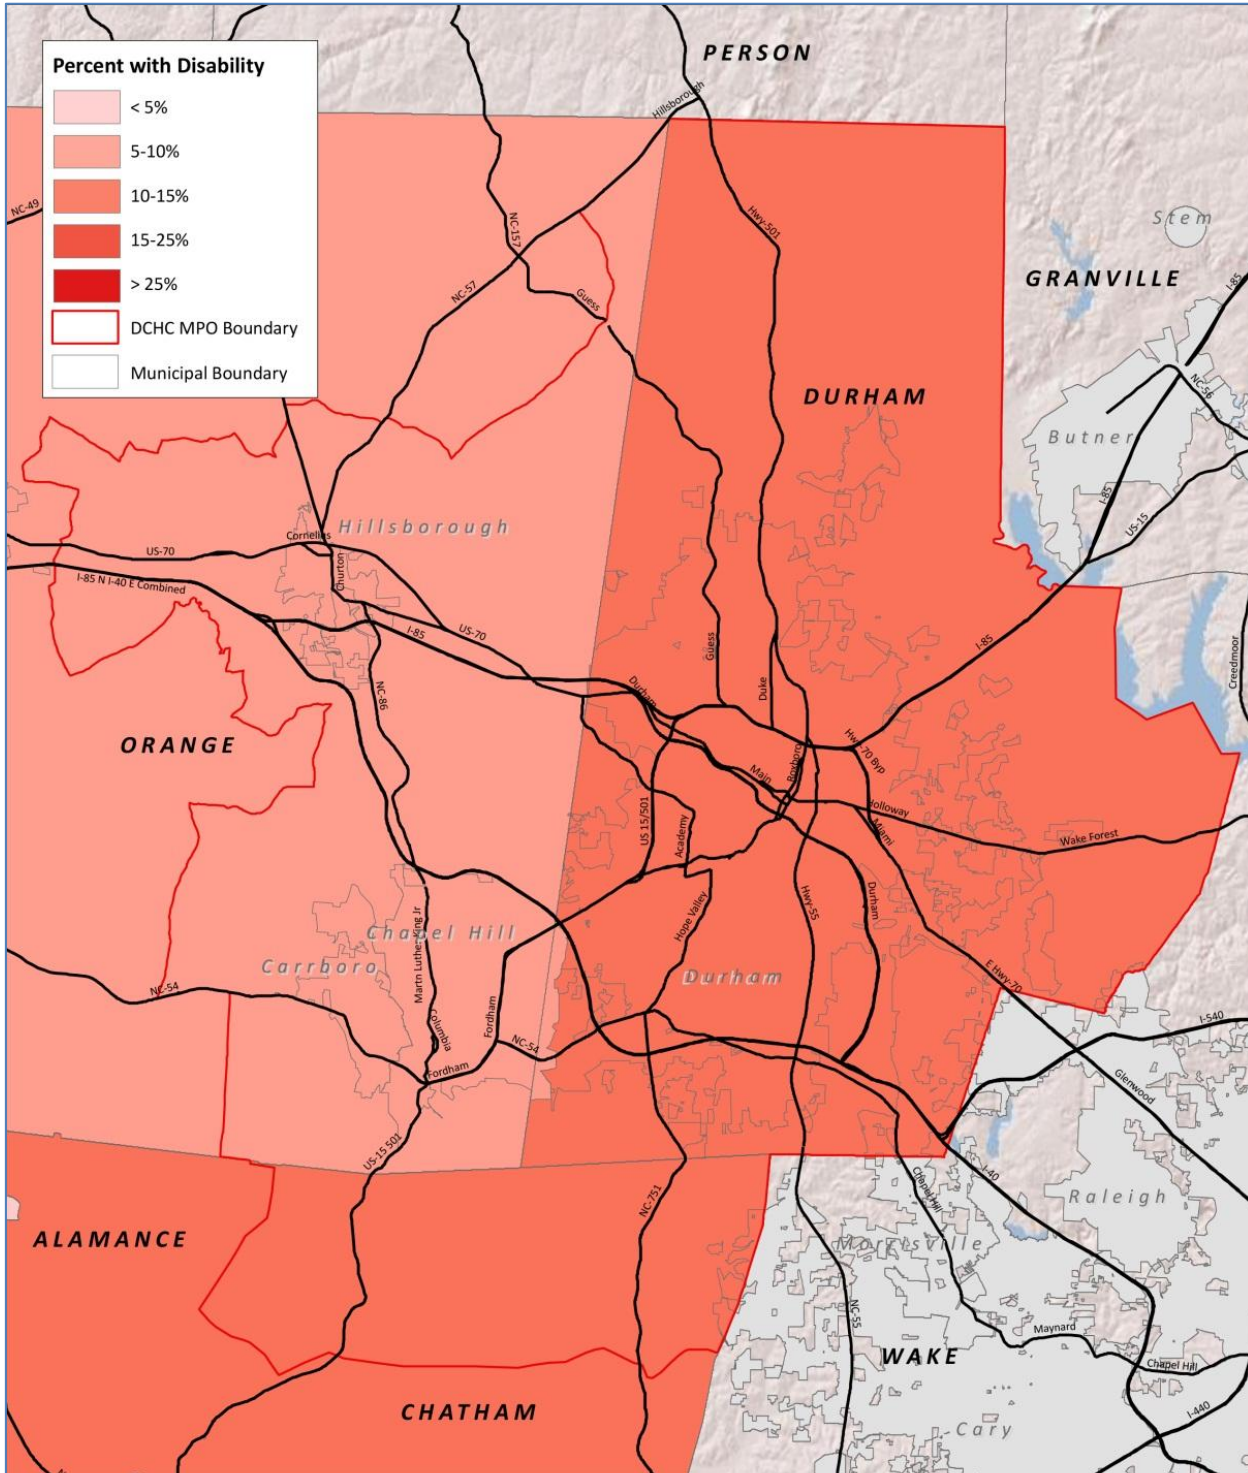 PERSON
Percent with Disability
< 5%
5-10%
10-15%
15-25%
> 25%
DCHC MPO Boundary
Municipal Boundary
Hillsborough
NC-49
NC-157
Hwy-501
Stem
GRANVILLE
I-85
NC-57
Guess
DURHAM
NC-56
Butner
I-85
US-15
Hillsborough
Cornelius
US-70
Churton
I-85 N I-40 E Combined
I-85
US-70
Guess
I-85
Creedmoor
Duke
Durham
NC-86
ORANGE
Hwy-70 Byp
Roxboro
Main
Holloway
US 15/501
Academy
Miami
Wake Forest
Durham
Hwy-55
Hope Valley
Martn Luther King Jr
Chapel Hill
Carrboro
Durham
E Hwy-70
NC-54
Fordham
Columbia
NC-54
I-540
Fordham
Glenwood
US-15 501
I-40
Chapel Hill
NC-751
Raleigh
ALAMANCE
Morrisville
NC-55
Maynard
WAKE
Chapel Hill
CHATHAM
I-440
Cary